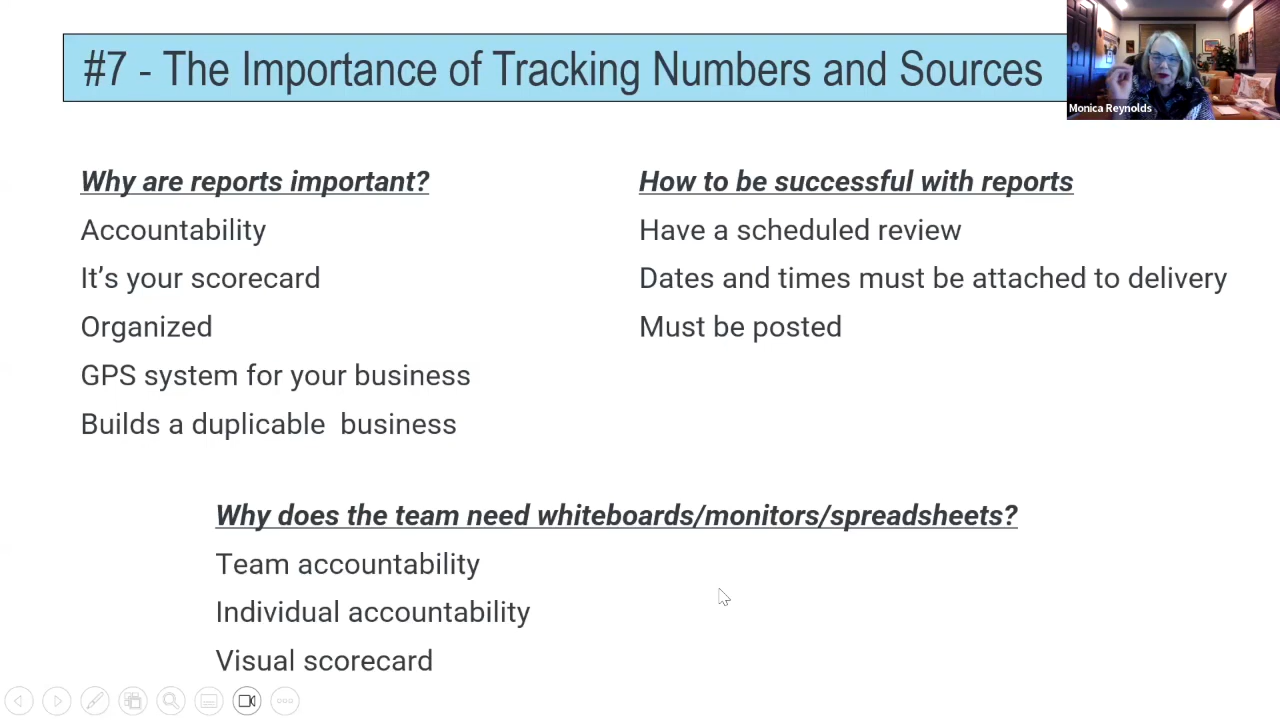 #7 - The Importance of Tracking Numbers and Sources
Monica Reynolds
Why are reports important?
Accountability
It's your scorecard
Organized
GPS system for your business
Builds a duplicable  business
How to be successful with reports
Have a scheduled review
Dates and times must be attached to delivery
Must be posted
Why does the team need whiteboards/monitors/spreadsheets?
Team accountability
Individual accountability
Visual scorecard